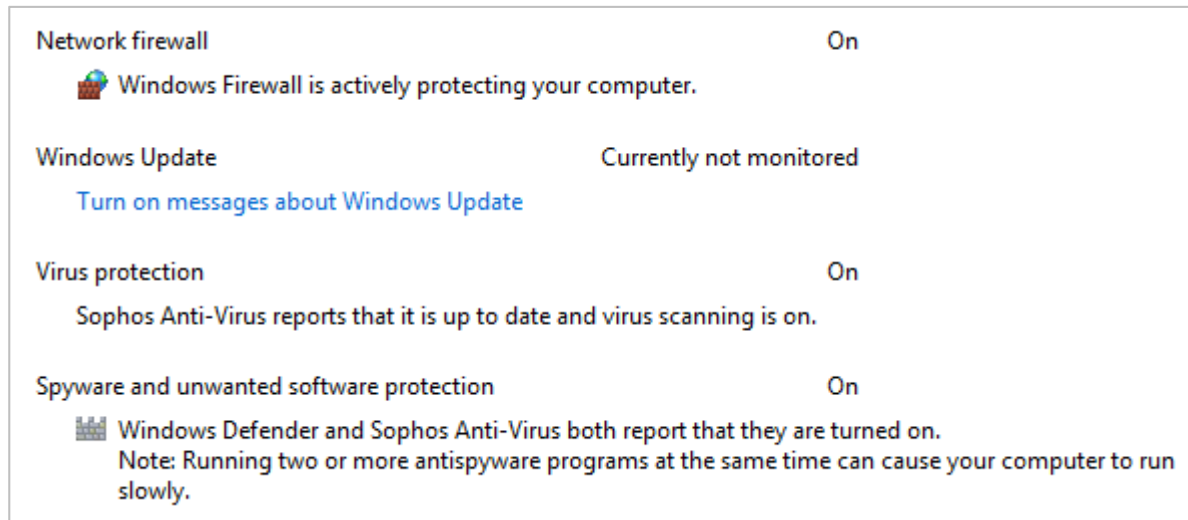 Network firewall On
Windows Firewall is actively protecting your computer.
Windows Update Currently not monitored
Turn on messages about Windows Update
Virus protection On
Sophos Anti-Virus reports that it is up to date and virus scanning is on.
Spyware and unwanted software protection On
Windows Defender and Sophos Anti-Virus both report that they are turned on.
Note: Running two or more antispyware programs at the same time can cause your computer to run
slowly.